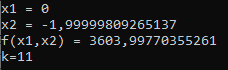 x1 = 0
x2 = -1,99999809265137
f(x1,x2) = 3603,99770355261
k=11